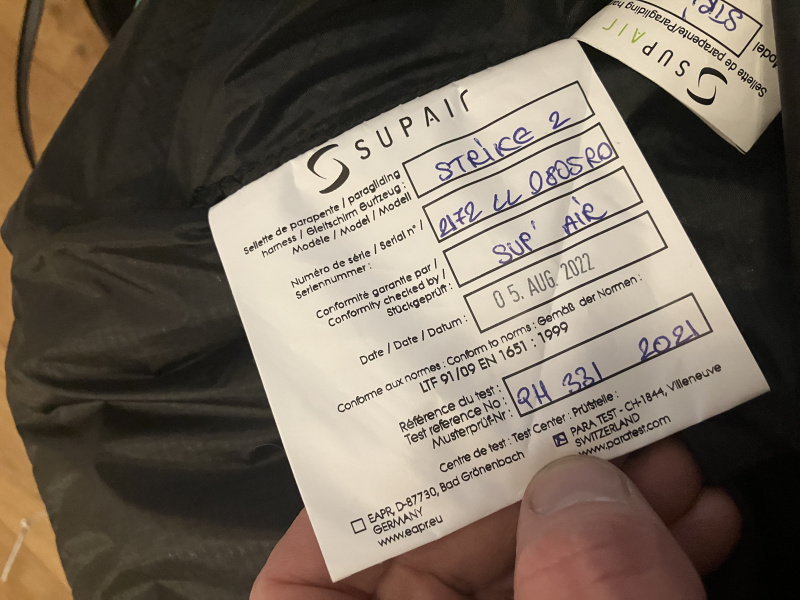 SUPAIR
Sellette de parapente / paragliding
harness / Gleitschirm Gurtzeug :
Modèle / Model / Modell
STRiKE 2
Numéro de série / Serial n° /
Seriennummer :
2172 LL 0805RO
Conformité garantie par /
Conformity checked by /
Stückgeprüft :
SUP' AiR
Date / Date / Datum :
05. AUG. 2022
Conforme aux normes : Conform to norms : Gemäß der Normen :
LTF 91/09 EN 1651 : 1999
Référence du test :
Test reference No :
Musterprüf-Nr :
PH 331 2021
Centre de test : Test Center : Prüfstelle :
EAPR, D-87730, Bad Grönenbach
GERMANY
www.eapr.eu
PARA TEST - CH-1844, Villeneuve
SWITZERLAND
www.paratest.com
SUPAIR
Sellette de parapente/Paragliding
Model
STRi